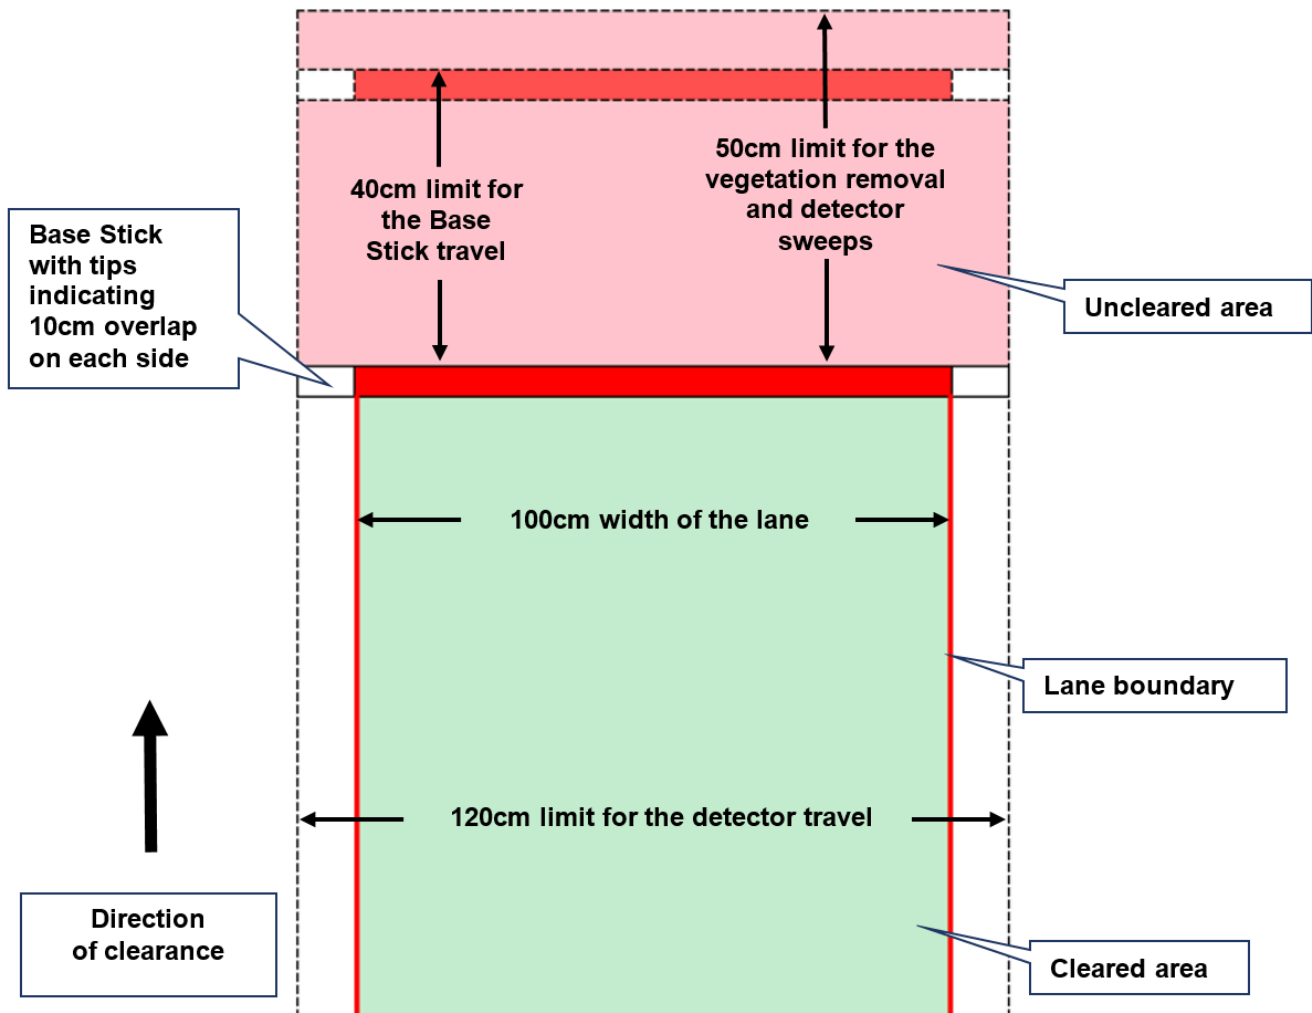 50cm limit for the
vegetation removal
and detector
sweeps
40cm limit for
the Base
Stick travel
Base Stick
with tips
indicating
10cm overlap
on each side
Uncleared area
100cm width of the lane
Lane boundary
120cm limit for the detector travel
Direction
of clearance
Cleared area